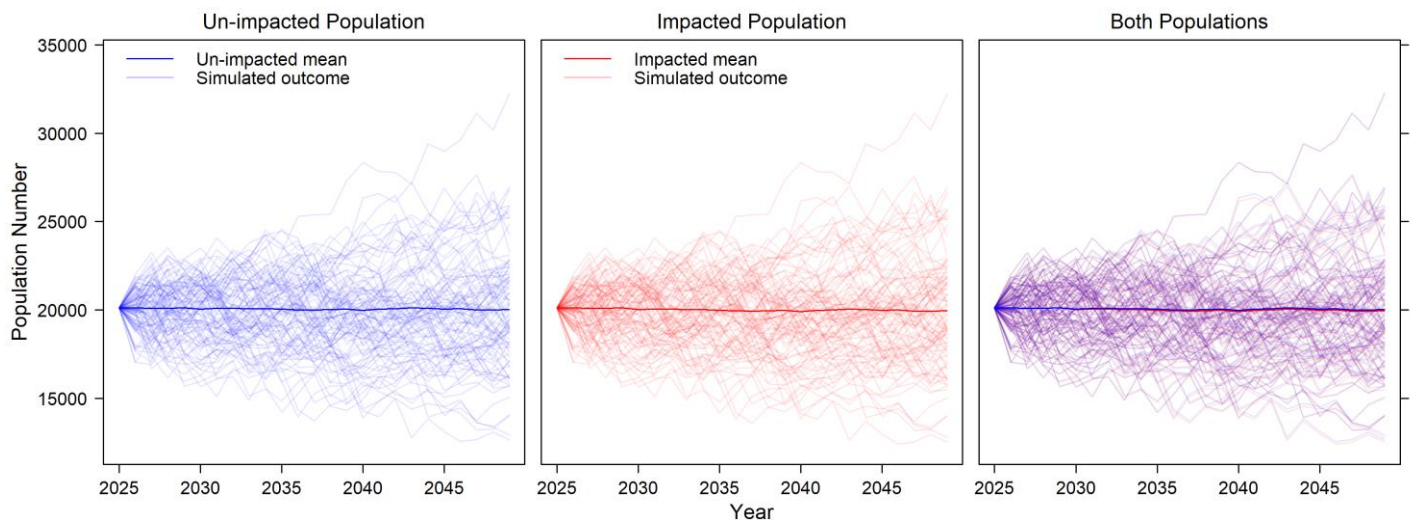 Un-impacted Population
Impacted Population
Both Populations
Un-impacted mean
Simulated outcome
Impacted mean
Simulated outcome
Population Number
35000
30000
25000
20000
15000
2025 2030 2035 2040 2045
2025 2030 2035 2040 2045
2025 2030 2035 2040 2045
Year